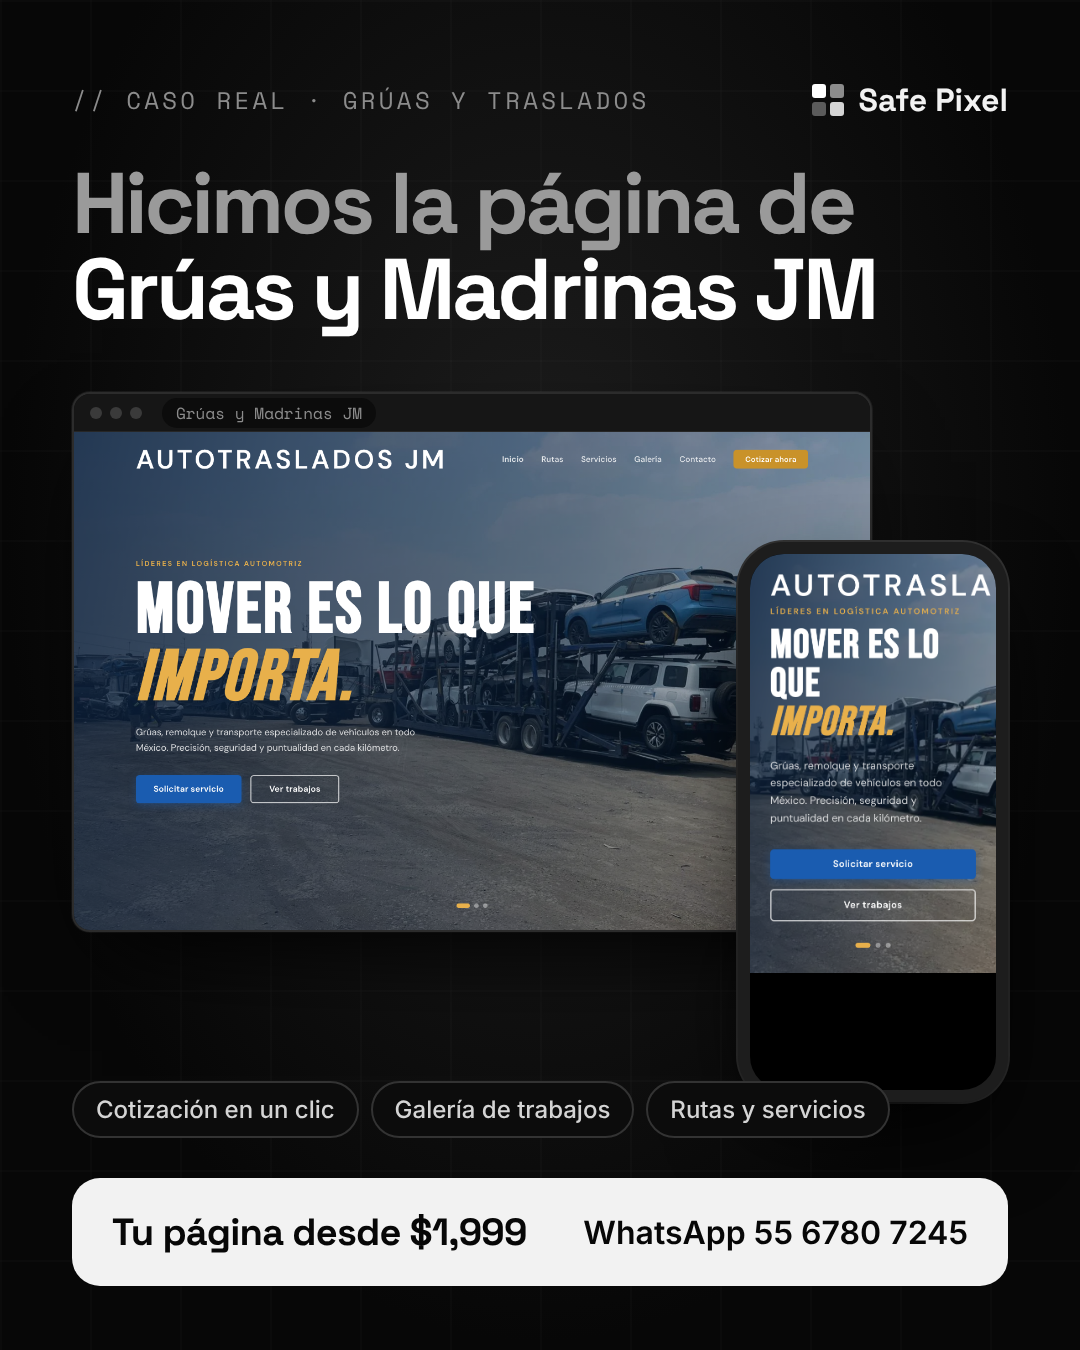 // CASO REAL · GRÚAS Y TRASLADOS
Safe Pixel
Hicimos la página de
Grúas y Madrinas JM
Grúas y Madrinas JM
AUTOTRASLADOS JM
Inicio Rutas Servicios Galería Contacto Cotizar ahora
LÍDERES EN LOGÍSTICA AUTOMOTRIZ
MOVER ES LO QUE
IMPORTA.
Grúas, remolque y transporte especializado de vehículos en todo
México. Precisión, seguridad y puntualidad en cada kilómetro.
Solicitar servicio Ver trabajos
AUTOTRASLA
LÍDERES EN LOGÍSTICA AUTOMOTRIZ
MOVER ES LO
QUE
IMPORTA.
Grúas, remolque y transporte
especializado de vehículos en todo
México. Precisión, seguridad y
puntualidad en cada kilómetro.
Solicitar servicio
Ver trabajos
Cotización en un clic
Galería de trabajos
Rutas y servicios
Tu página desde $1,999
WhatsApp 55 6780 7245